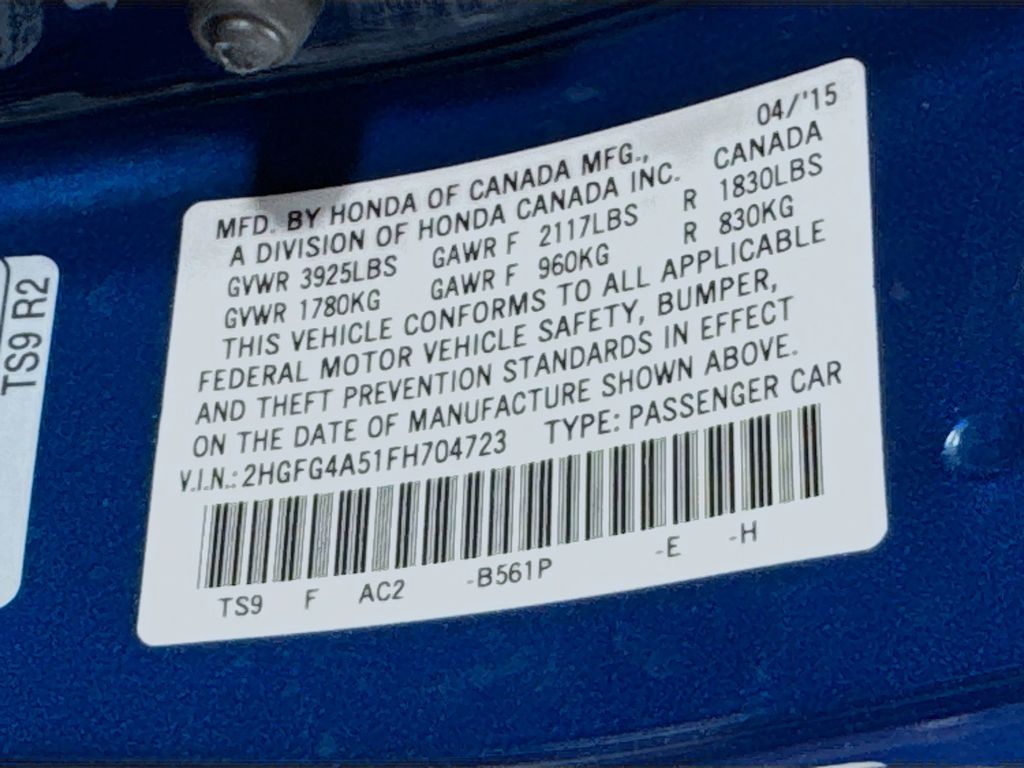 04/'15
MFD. BY HONDA OF CANADA MFG.,
A DIVISION OF HONDA CANADA INC. CANADA
GVWR 3925LBS GAWR F 2117LBS R 1830LBS
GVWR 1780KG GAWR F 960KG R 830KG
THIS VEHICLE CONFORMS TO ALL APPLICABLE
FEDERAL MOTOR VEHICLE SAFETY, BUMPER,
AND THEFT PREVENTION STANDARDS IN EFFECT
ON THE DATE OF MANUFACTURE SHOWN ABOVE.
V.I.N.: 2HGFG4A51FH704723 TYPE: PASSENGER CAR
TS9 F AC2 -B561P -E -H
TS9 R2